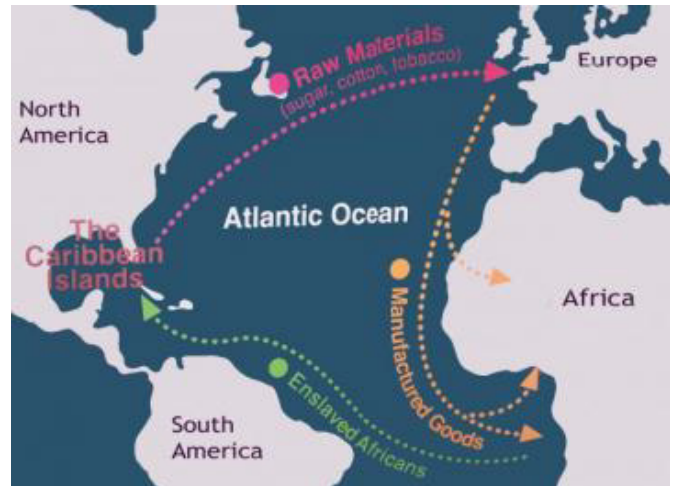 Raw Materials
(sugar, cotton, tobacco)
Europe
North
America
Atlantic Ocean
The
Caribbean
Islands
Africa
Manufactured Goods
Enslaved Africans
South
America